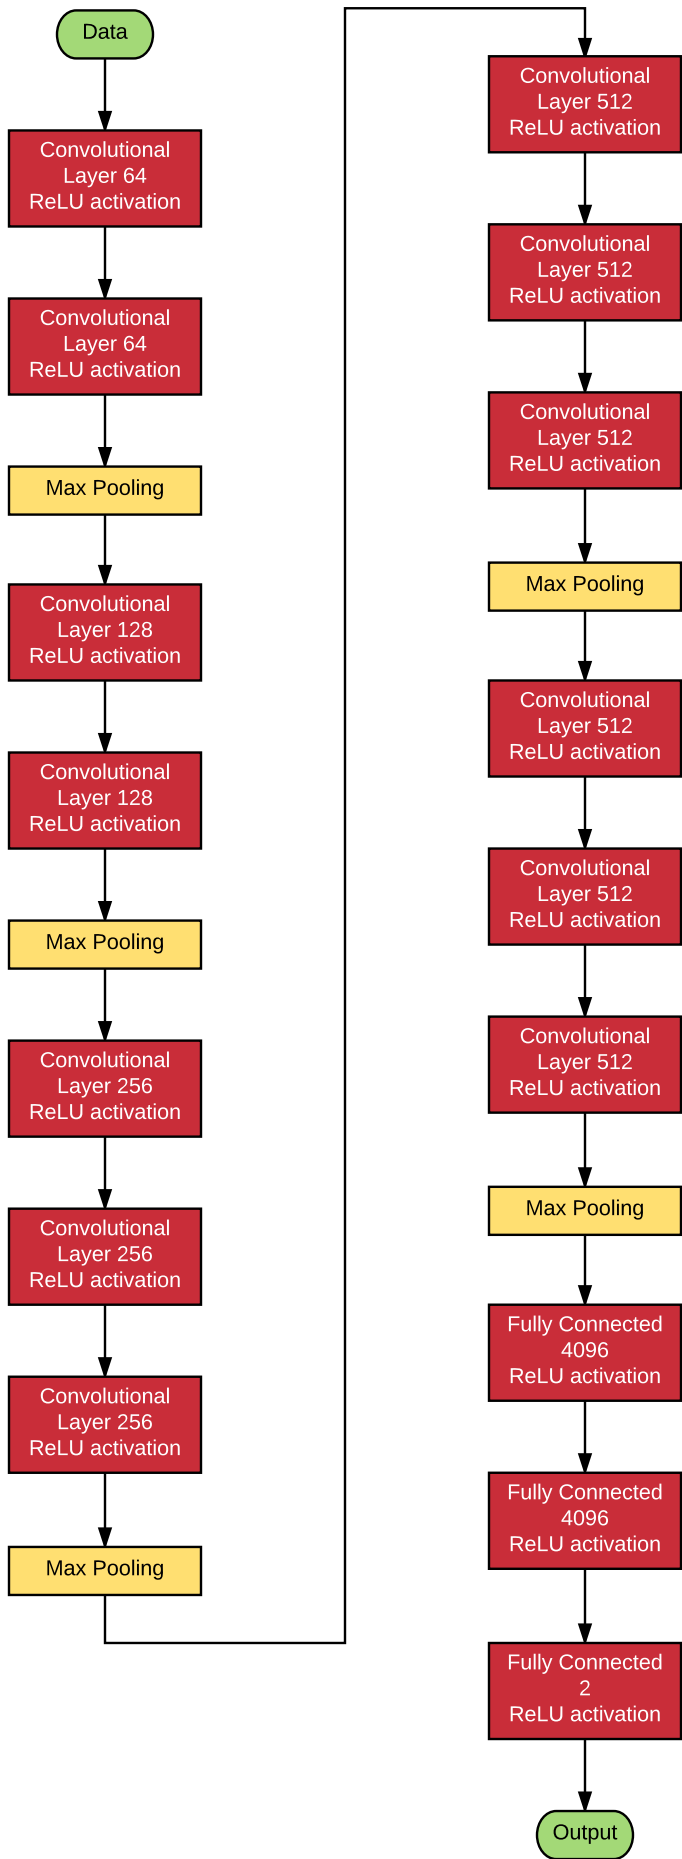 Data
Convolutional
Layer 64
ReLU activation
Convolutional
Layer 64
ReLU activation
Max Pooling
Convolutional
Layer 128
ReLU activation
Convolutional
Layer 128
ReLU activation
Max Pooling
Convolutional
Layer 256
ReLU activation
Convolutional
Layer 256
ReLU activation
Convolutional
Layer 256
ReLU activation
Max Pooling
Convolutional
Layer 512
ReLU activation
Convolutional
Layer 512
ReLU activation
Convolutional
Layer 512
ReLU activation
Max Pooling
Convolutional
Layer 512
ReLU activation
Convolutional
Layer 512
ReLU activation
Convolutional
Layer 512
ReLU activation
Max Pooling
Fully Connected
4096
ReLU activation
Fully Connected
4096
ReLU activation
Fully Connected
2
ReLU activation
Output